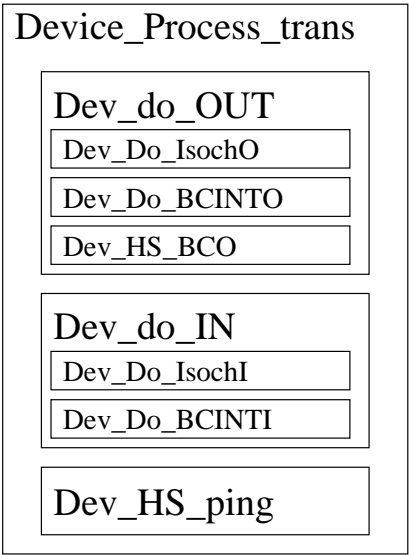 Device_Process_trans
Dev_do_OUT
Dev_Do_IsochO
Dev_Do_BCINTO
Dev_HS_BCO
Dev_do_IN
Dev_Do_IsochI
Dev_Do_BCINTI
Dev_HS_ping